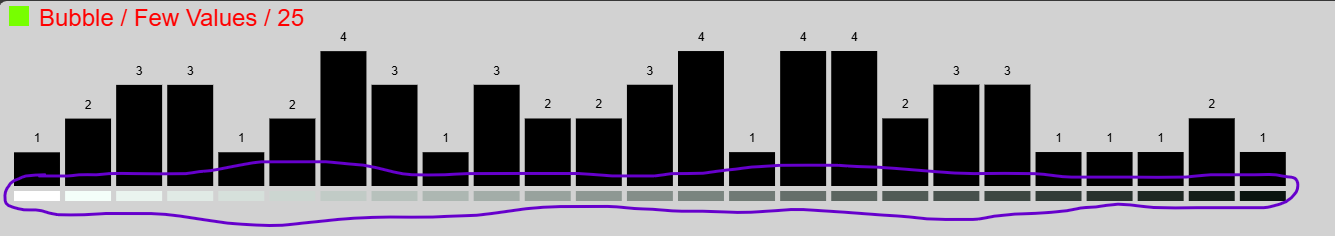 Bubble / Few Values / 25
1 2 3 3 1 2 4 3 1 3 2 2 3 4 1 4 4 2 3 3 1 1 1 2 1